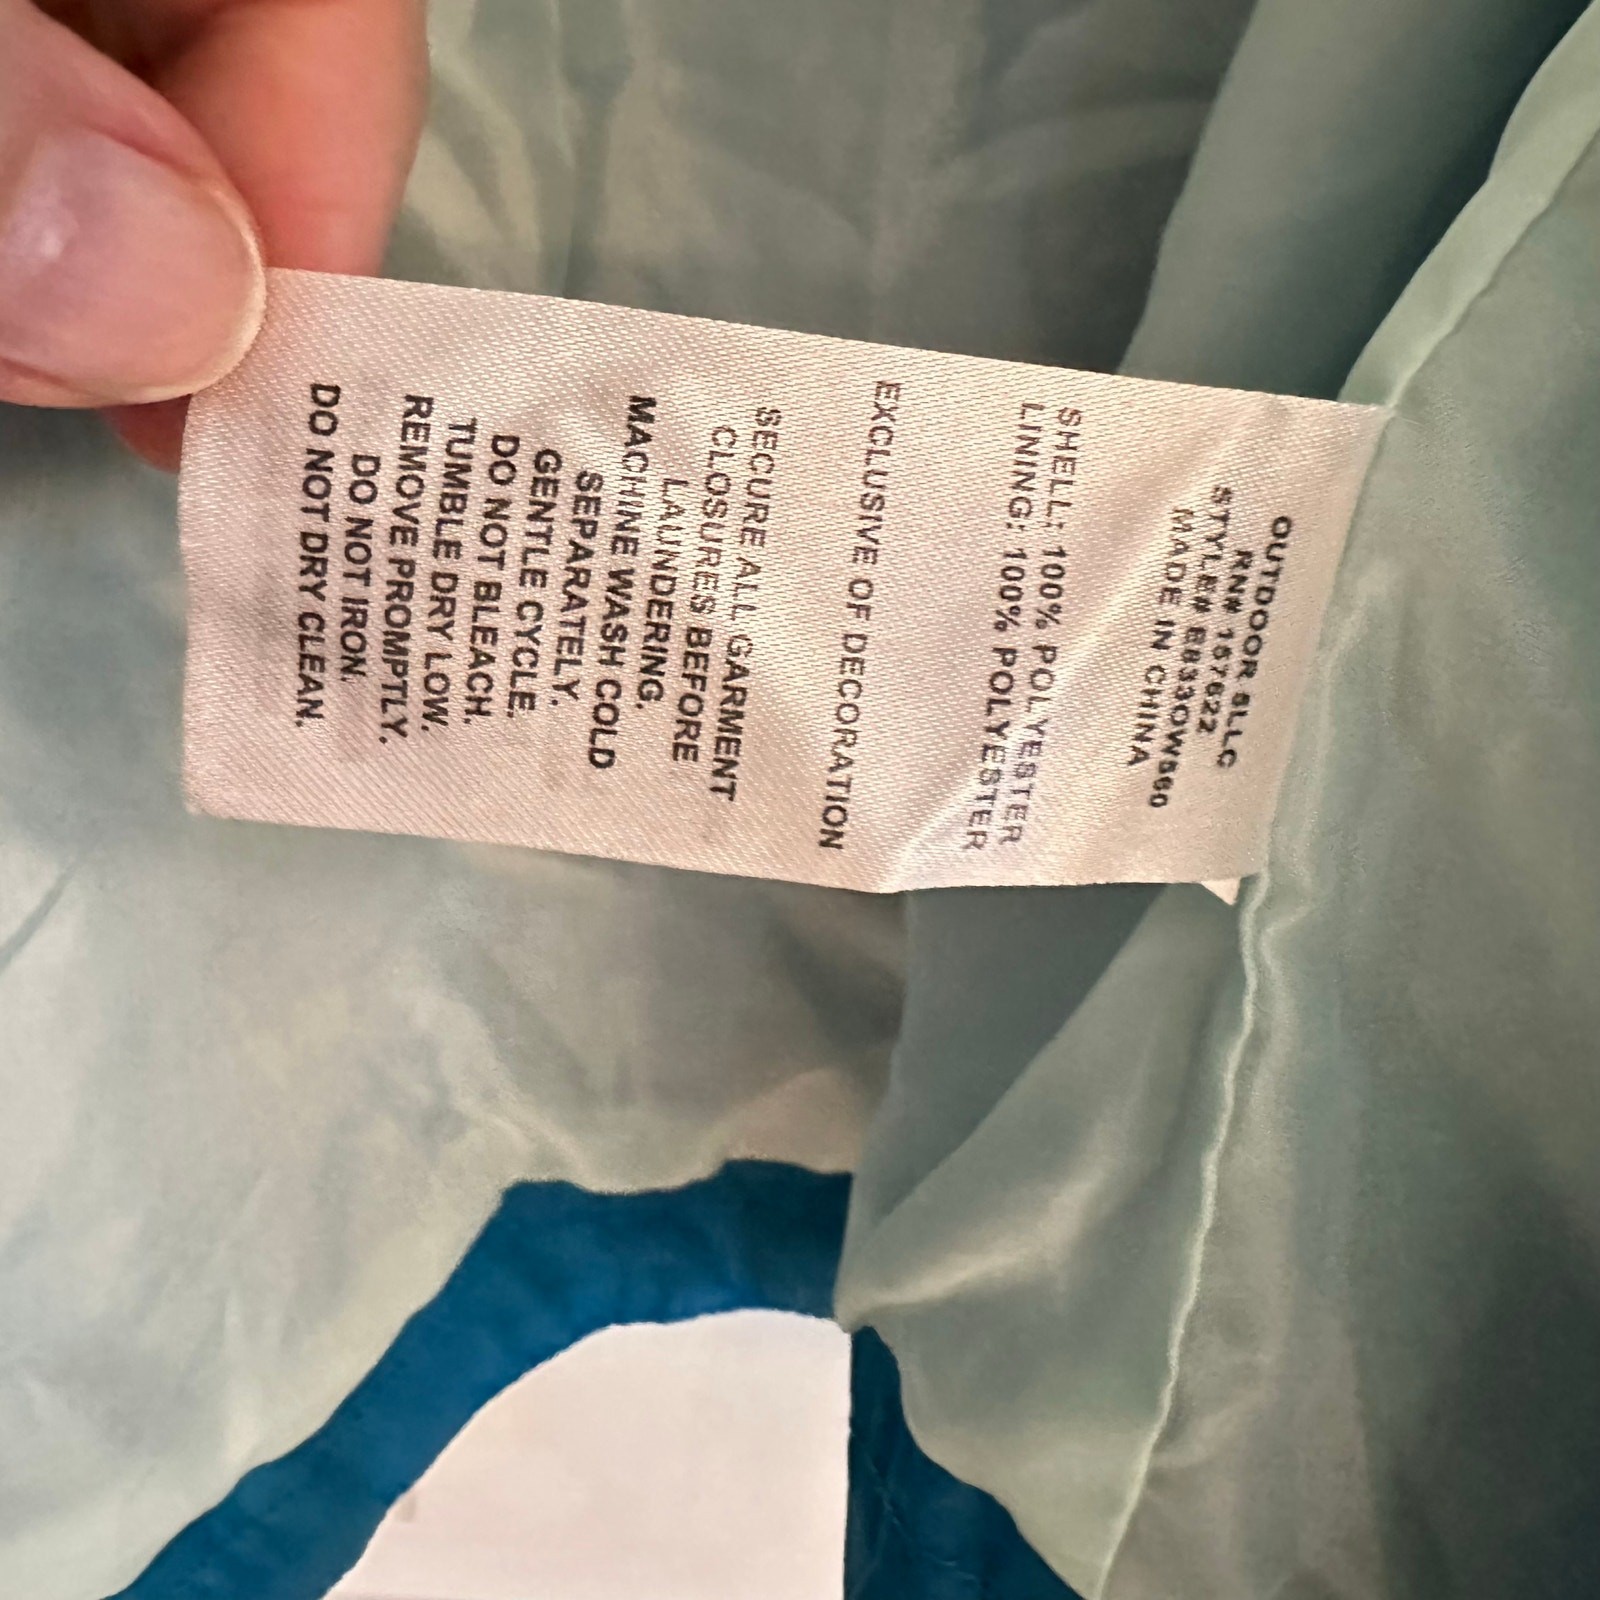 OUTDOOR 5LLC
RN# 157622
STYLE# EB33OW560
MADE IN CHINA
SHELL: 100% POLYESTER
LINING: 100% POLYESTER
EXCLUSIVE OF DECORATION
SECURE ALL GARMENT
CLOSURES BEFORE
LAUNDERING.
MACHINE WASH COLD
SEPARATELY.
GENTLE CYCLE.
DO NOT BLEACH.
TUMBLE DRY LOW.
REMOVE PROMPTLY.
DO NOT IRON.
DO NOT DRY CLEAN.